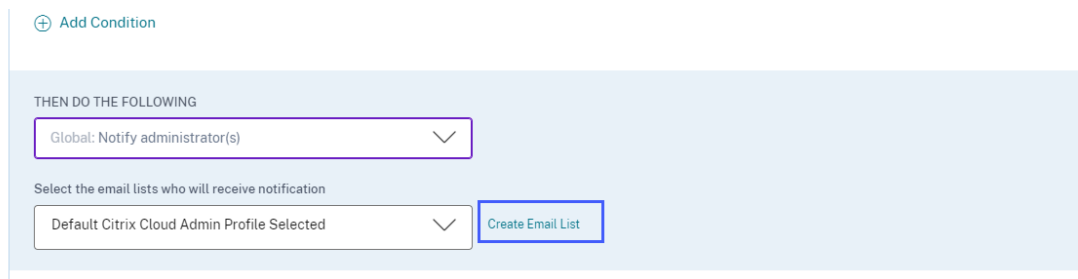 Add Condition
THEN DO THE FOLLOWING
Global: Notify administrator(s)
Select the email lists who will receive notification
Default Citrix Cloud Admin Profile Selected
Create Email List